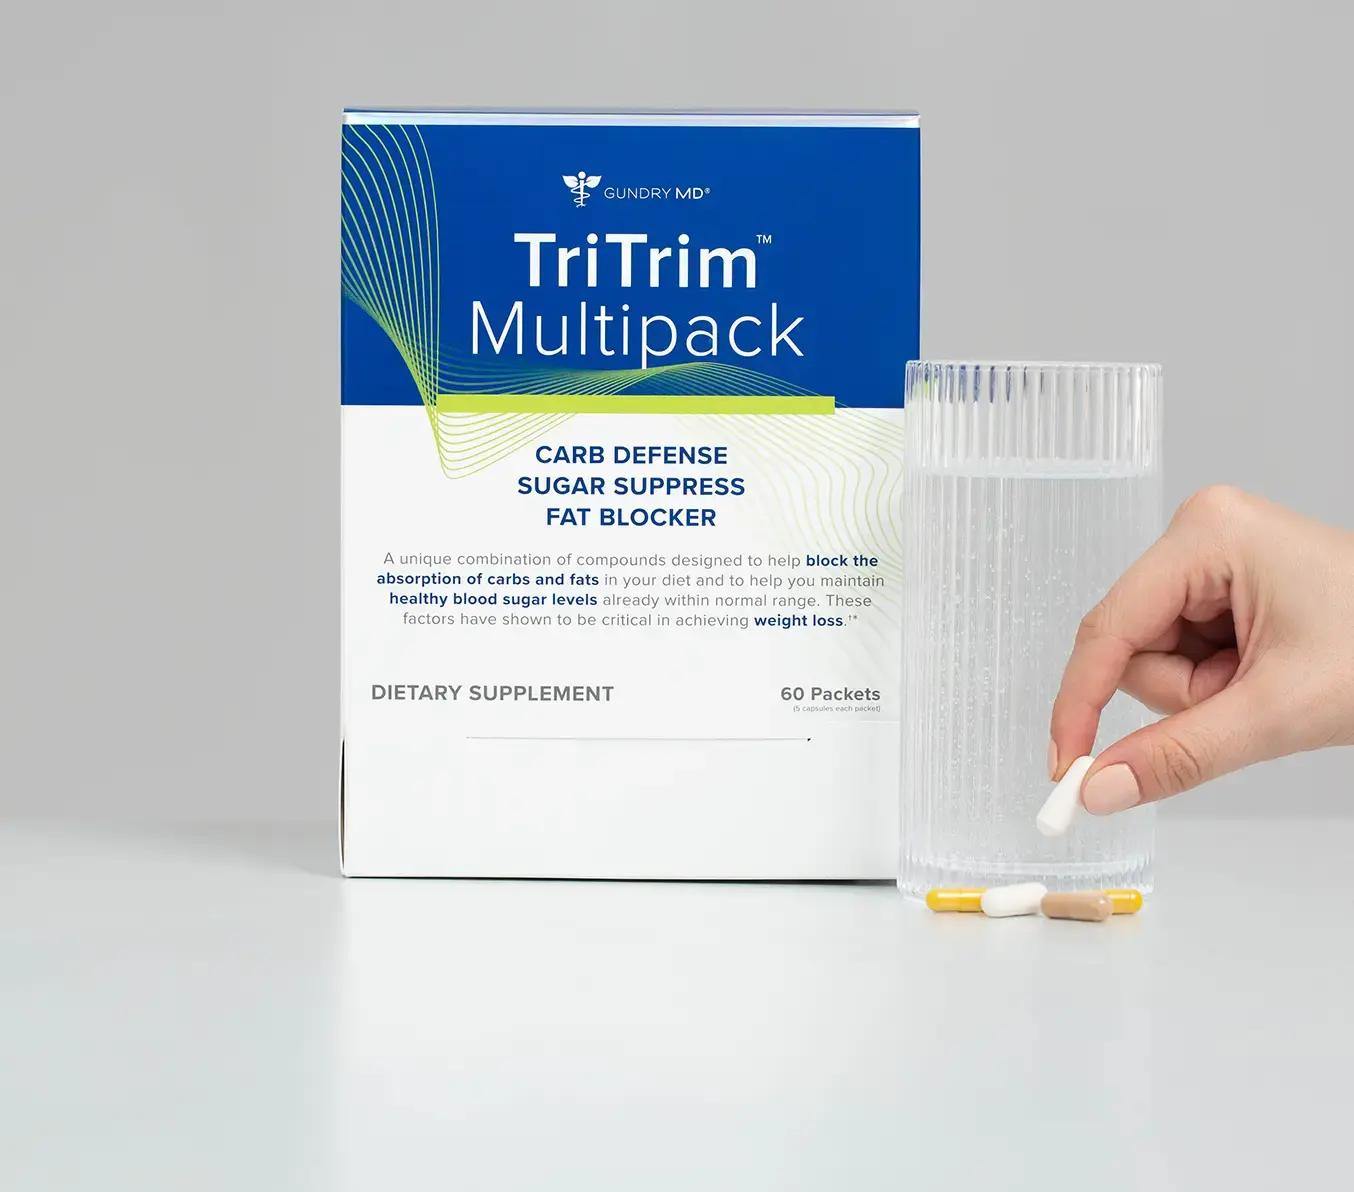 GUNDRY MD®
TriTrim™
Multipack
CARB DEFENSE
SUGAR SUPPRESS
FAT BLOCKER
A unique combination of compounds designed to help block the
absorption of carbs and fats in your diet and to help you maintain
healthy blood sugar levels already within normal range. These
factors have shown to be critical in achieving weight loss.†*
DIETARY SUPPLEMENT
60 Packets
(5 capsules each packet)